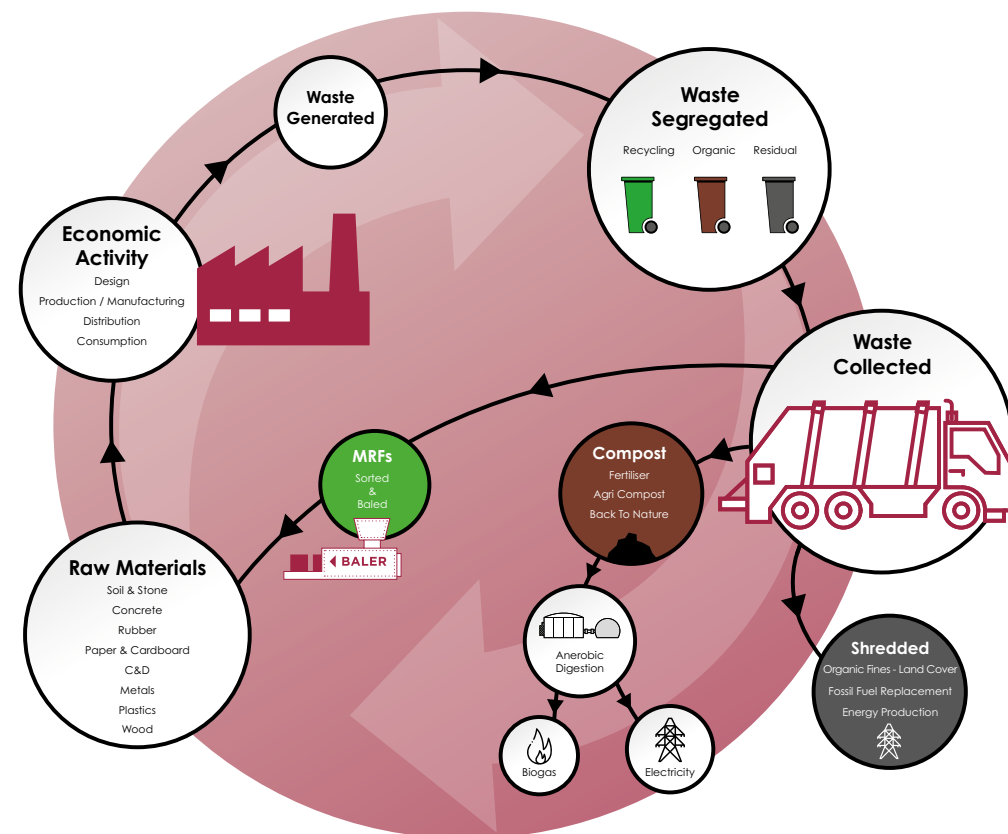 Waste
Generated
Waste
Segregated
Recycling Organic Residual
Economic
Activity
Design
Production / Manufacturing
Distribution
Consumption
Waste
Collected
MRFs
Sorted
&
Baled
BALER
Compost
Fertiliser
Agri Compost
Back To Nature
Raw Materials
Soil & Stone
Concrete
Rubber
Paper & Cardboard
C&D
Metals
Plastics
Wood
Anerobic
Digestion
Biogas
Electricity
Shredded
Organic Fines - Land Cover
Fossil Fuel Replacement
Energy Production